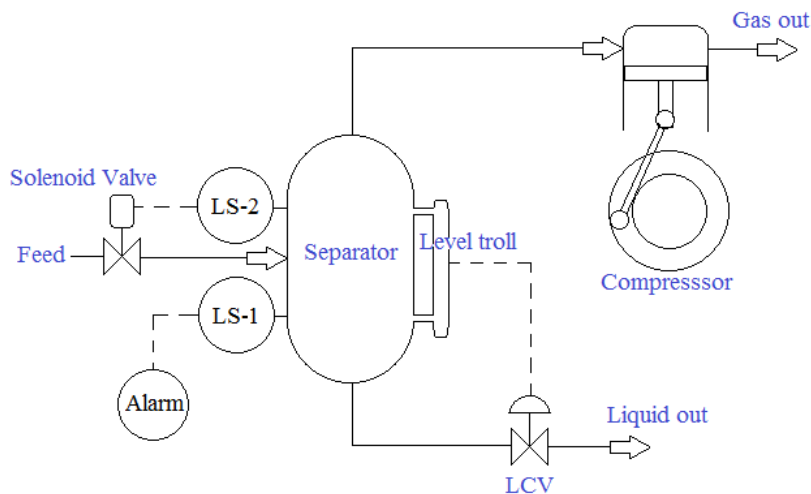 Gas out
Solenoid Valve
LS-2
Feed
Separator
Level troll
Compresssor
LS-1
Alarm
Liquid out
LCV